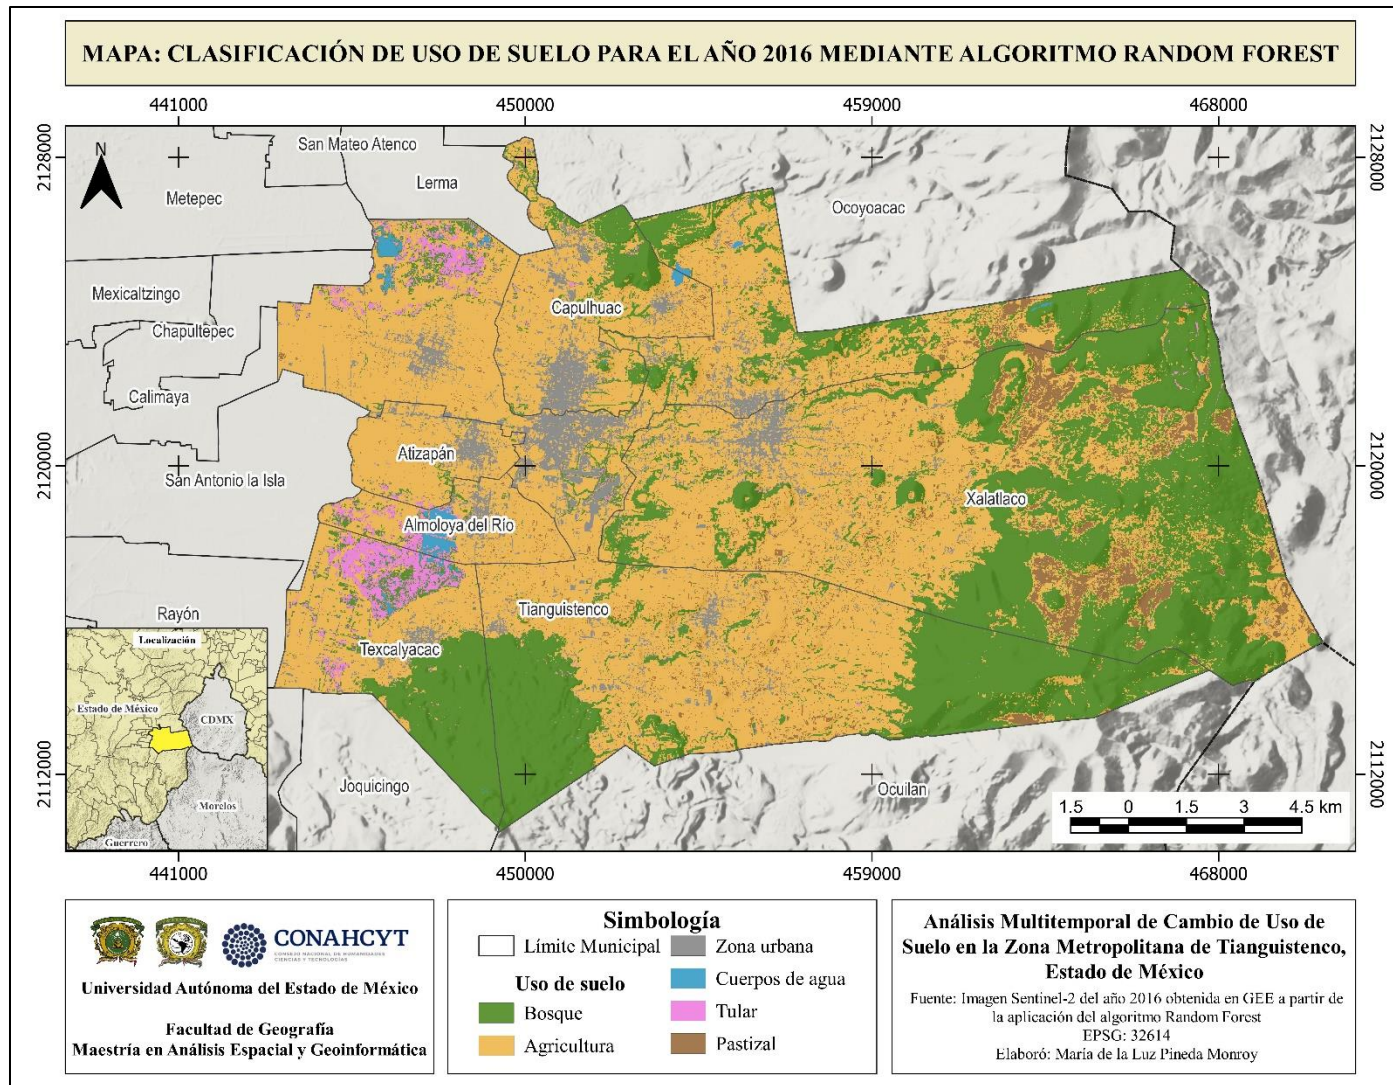 MAPA: CLASIFICACIÓN DE USO DE SUELO PARA EL AÑO 2016 MEDIANTE ALGORITMO RANDOM FOREST
441000
450000
459000
468000
2128000
2128000
N
San Mateo Atenco
Lerma
Metepec
Ocoyoacac
Mexicaltzingo
Capulhuac
Chapultepec
Calimaya
2120000
2120000
Atizapán
San Antonio la Isla
Xalatlaco
Almoloya del Río
Rayón
Tianguistenco
Texcalyacac
Localización
Estado de México
CDMX
Morelos
Guerrero
2112000
2112000
Joquicingo
Ocuilan
1.5 0 1.5 3 4.5 km
441000
450000
459000
468000
CONAHCYT
CONSEJO NACIONAL DE HUMANIDADES
CIENCIAS Y TECNOLOGÍAS
Universidad Autónoma del Estado de México
Facultad de Geografía
Maestría en Análisis Espacial y Geoinformática
Simbología
Límite Municipal
Uso de suelo
Bosque
Agricultura
Zona urbana
Cuerpos de agua
Tular
Pastizal
Análisis Multitemporal de Cambio de Uso de
Suelo en la Zona Metropolitana de Tianguistenco,
Estado de México
Fuente: Imagen Sentinel-2 del año 2016 obtenida en GEE a partir de
la aplicación del algoritmo Random Forest
EPSG: 32614
Elaboró: María de la Luz Pineda Monroy